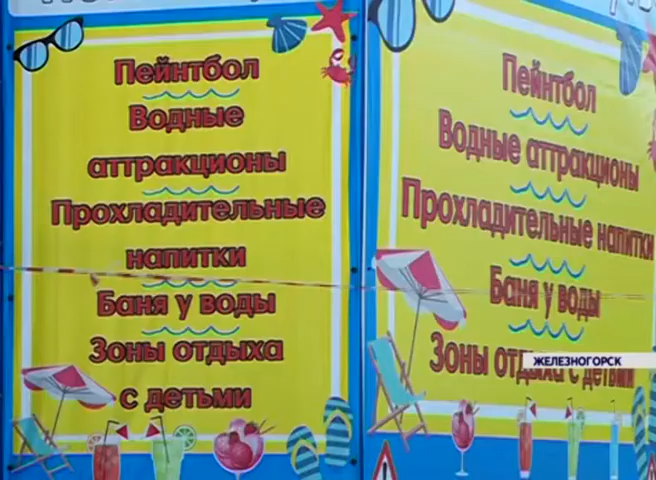 Пейнтбол
Водные
аттракционы
Прохладительные
напитки
Баня у воды
Зоны отдыха
с детьми
Пейнтбол
Водные аттракционы
Прохладительные напитки
Баня у воды
Зоны отдыха с детьми
ЖЕЛЕЗНОГОРСК